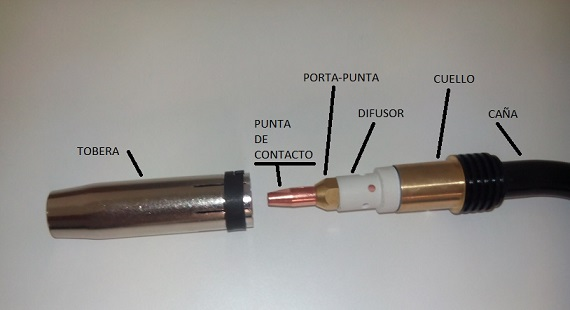 PORTA-PUNTA
CUELLO
DIFUSOR
CAÑA
PUNTA
DE
CONTACTO
TOBERA